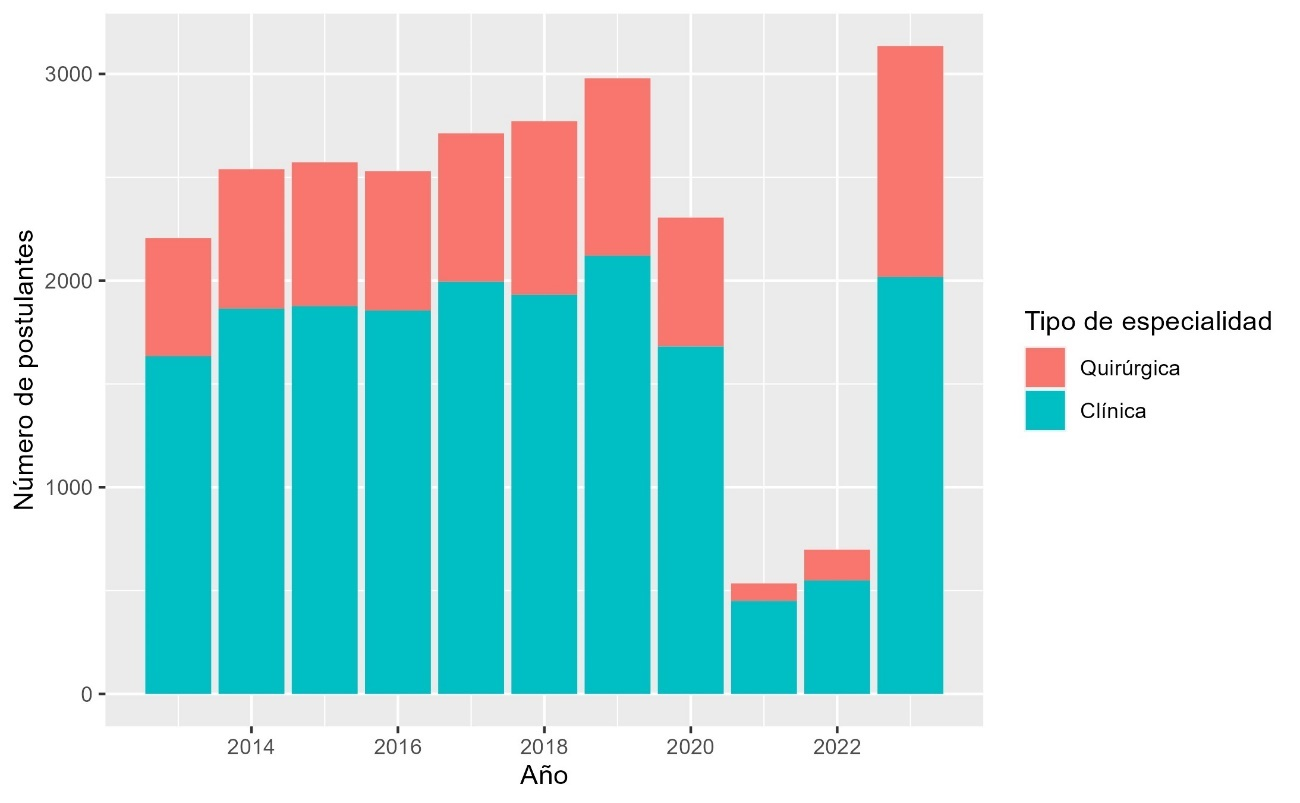 Número de postulantes
3000
2000
1000
0
2014
2016
2018
2020
2022
Año
Tipo de especialidad
Quirúrgica
Clínica